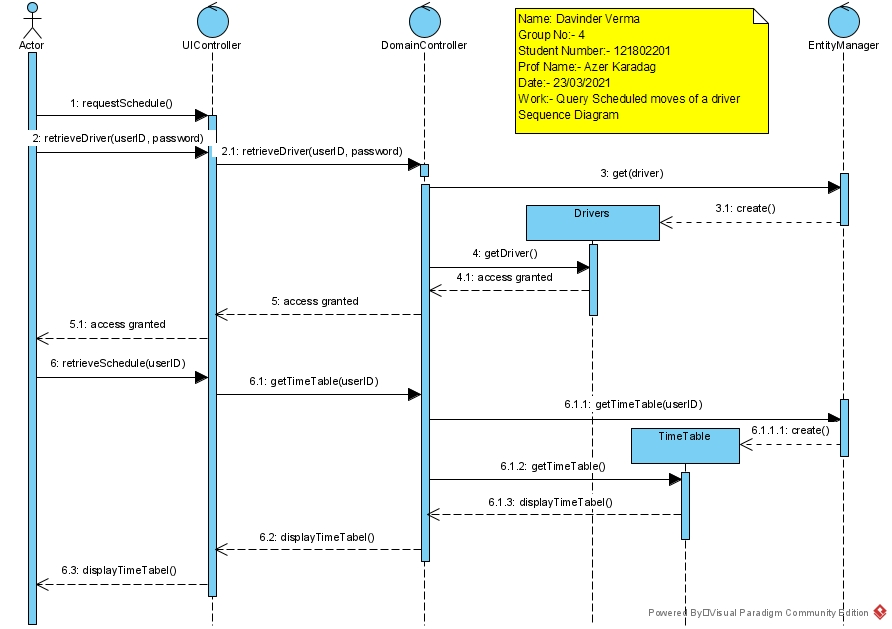 Name: Davinder Verma
Group No:- 4
Student Number:- 121802201
Prof Name:- Azer Karadag
Date:- 23/03/2021
Work:- Query Scheduled moves of a driver
Sequence Diagram
Actor
UIController
DomainController
EntityManager
1: requestSchedule()
2: retrieveDriver(userID, password)
2.1: retrieveDriver(userID, password)
3: get(driver)
3.1: create()
Drivers
4: getDriver()
4.1: access granted
5: access granted
5.1: access granted
6: retrieveSchedule(userID)
6.1: getTimeTable(userID)
6.1.1: getTimeTable(userID)
6.1.1.1: create()
TimeTable
6.1.2: getTimeTable()
6.1.3: displayTimeTabel()
6.2: displayTimeTabel()
6.3: displayTimeTabel()
Powered By Visual Paradigm Community Edition